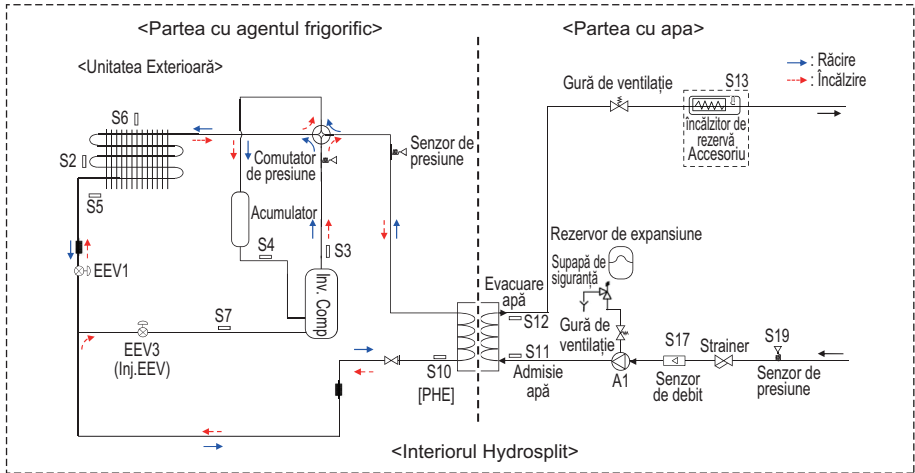 <Partea cu agentul frigorific>
<Partea cu apa>
<Unitatea Exterioară>
: Răcire
: Încălzire
Gură de ventilație
S13
Încălzitor de
rezervă
Accesoriu
S6
S2
S5
Comutator
de presiune
Senzor de
presiune
Acumulator
S4
S3
Inv. Comp
EEV1
S7
EEV3
(Inj.EEV)
Rezervor de expansiune
Supapă de
siguranță
Evacuare
apă
S12
Gură de
ventilație
S11
Admisie
apă
S10
[PHE]
A1
S17
Senzor
de debit
Strainer
S19
Senzor de
presiune
<Interiorul Hydrosplit>